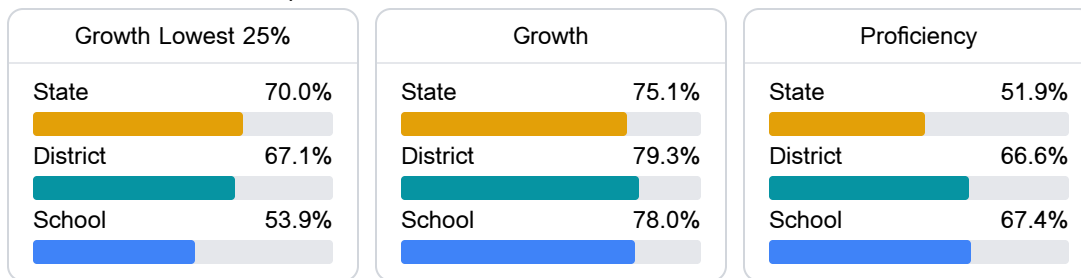 Growth Lowest 25%
State 70.0%
District 67.1%
School 53.9%
Growth
State 75.1%
District 79.3%
School 78.0%
Proficiency
State 51.9%
District 66.6%
School 67.4%